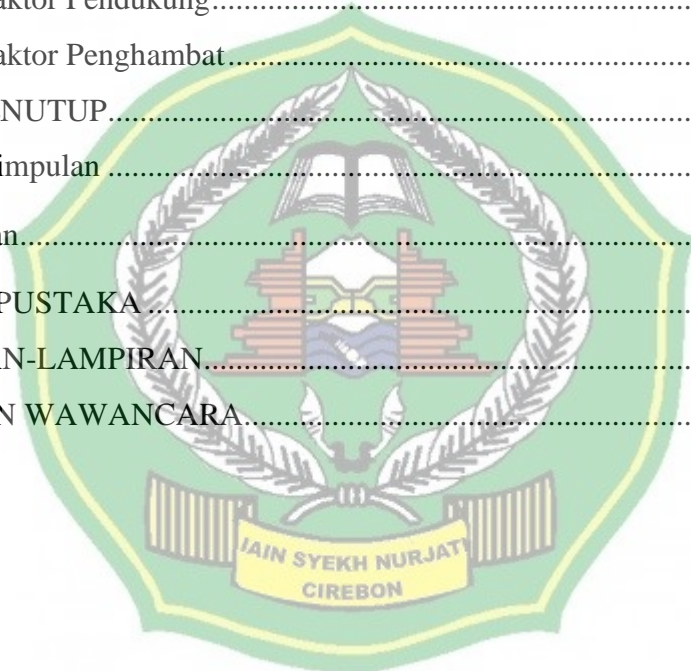 aktor Pendukung
aktor Penghambat
NUTUP
impulan
an
PUSTAKA
AN-LAMPIRAN
N WAWANCARA
IAIN SYEKH NURJATI
CIREBON